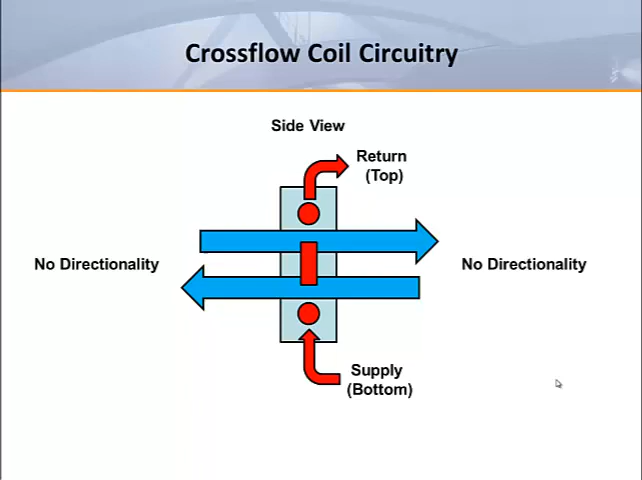 Crossflow Coil Circuitry
Side View
Return
(Top)
No Directionality
No Directionality
Supply
(Bottom)